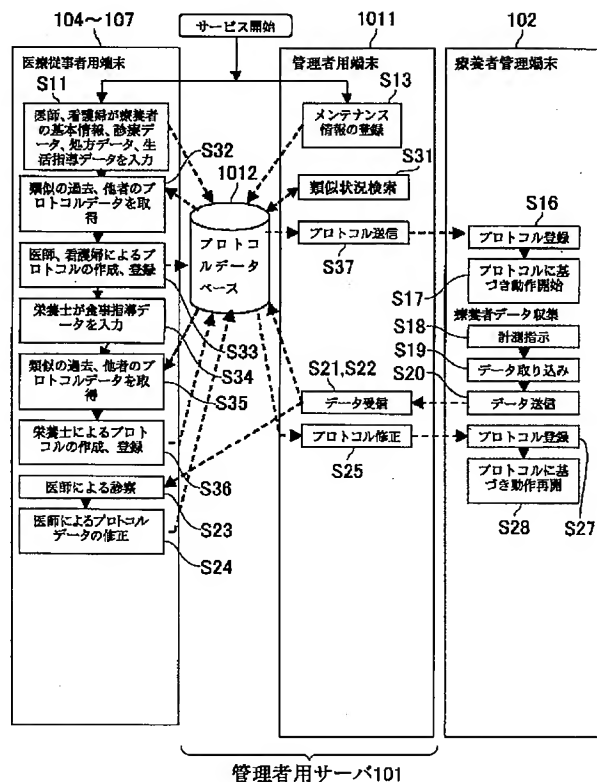 104～107
1011
102
サービス開始
医療従事者用端末
S11
医師、看護婦が療養者
の基本情報、診療デー
タ、処方データ、生
活指導データを入力
S32
類似の過去、他者のプ
ロトコルデータを取
得
医師、看護婦によるプ
ロトコルの作成、登録
S33
栄養士が食事指導デ
ータを入力
S34
類似の過去、他者のプ
ロトコルデータを取
得
S35
栄養士によるプロト
コルの作成、登録
S36
医師による診察
S23
医師によるプロトコル
データの修正
S24
1012
プロトコ
ルデータ
ベース
管理者用端末
S13
メンテナンス
情報の登録
S31
類似状況検索
プロトコル送信
S37
S21,S22
データ受信
プロトコル修正
S25
療養者管理端末
S16
プロトコル登録
プロトコルに基
づき動作開始
S17
療養者データ収集
S18
計測指示
S19
データ取り込み
S20
データ送信
プロトコル登録
プロトコルに基
づき動作再開
S28
S27
管理者用サーバ101